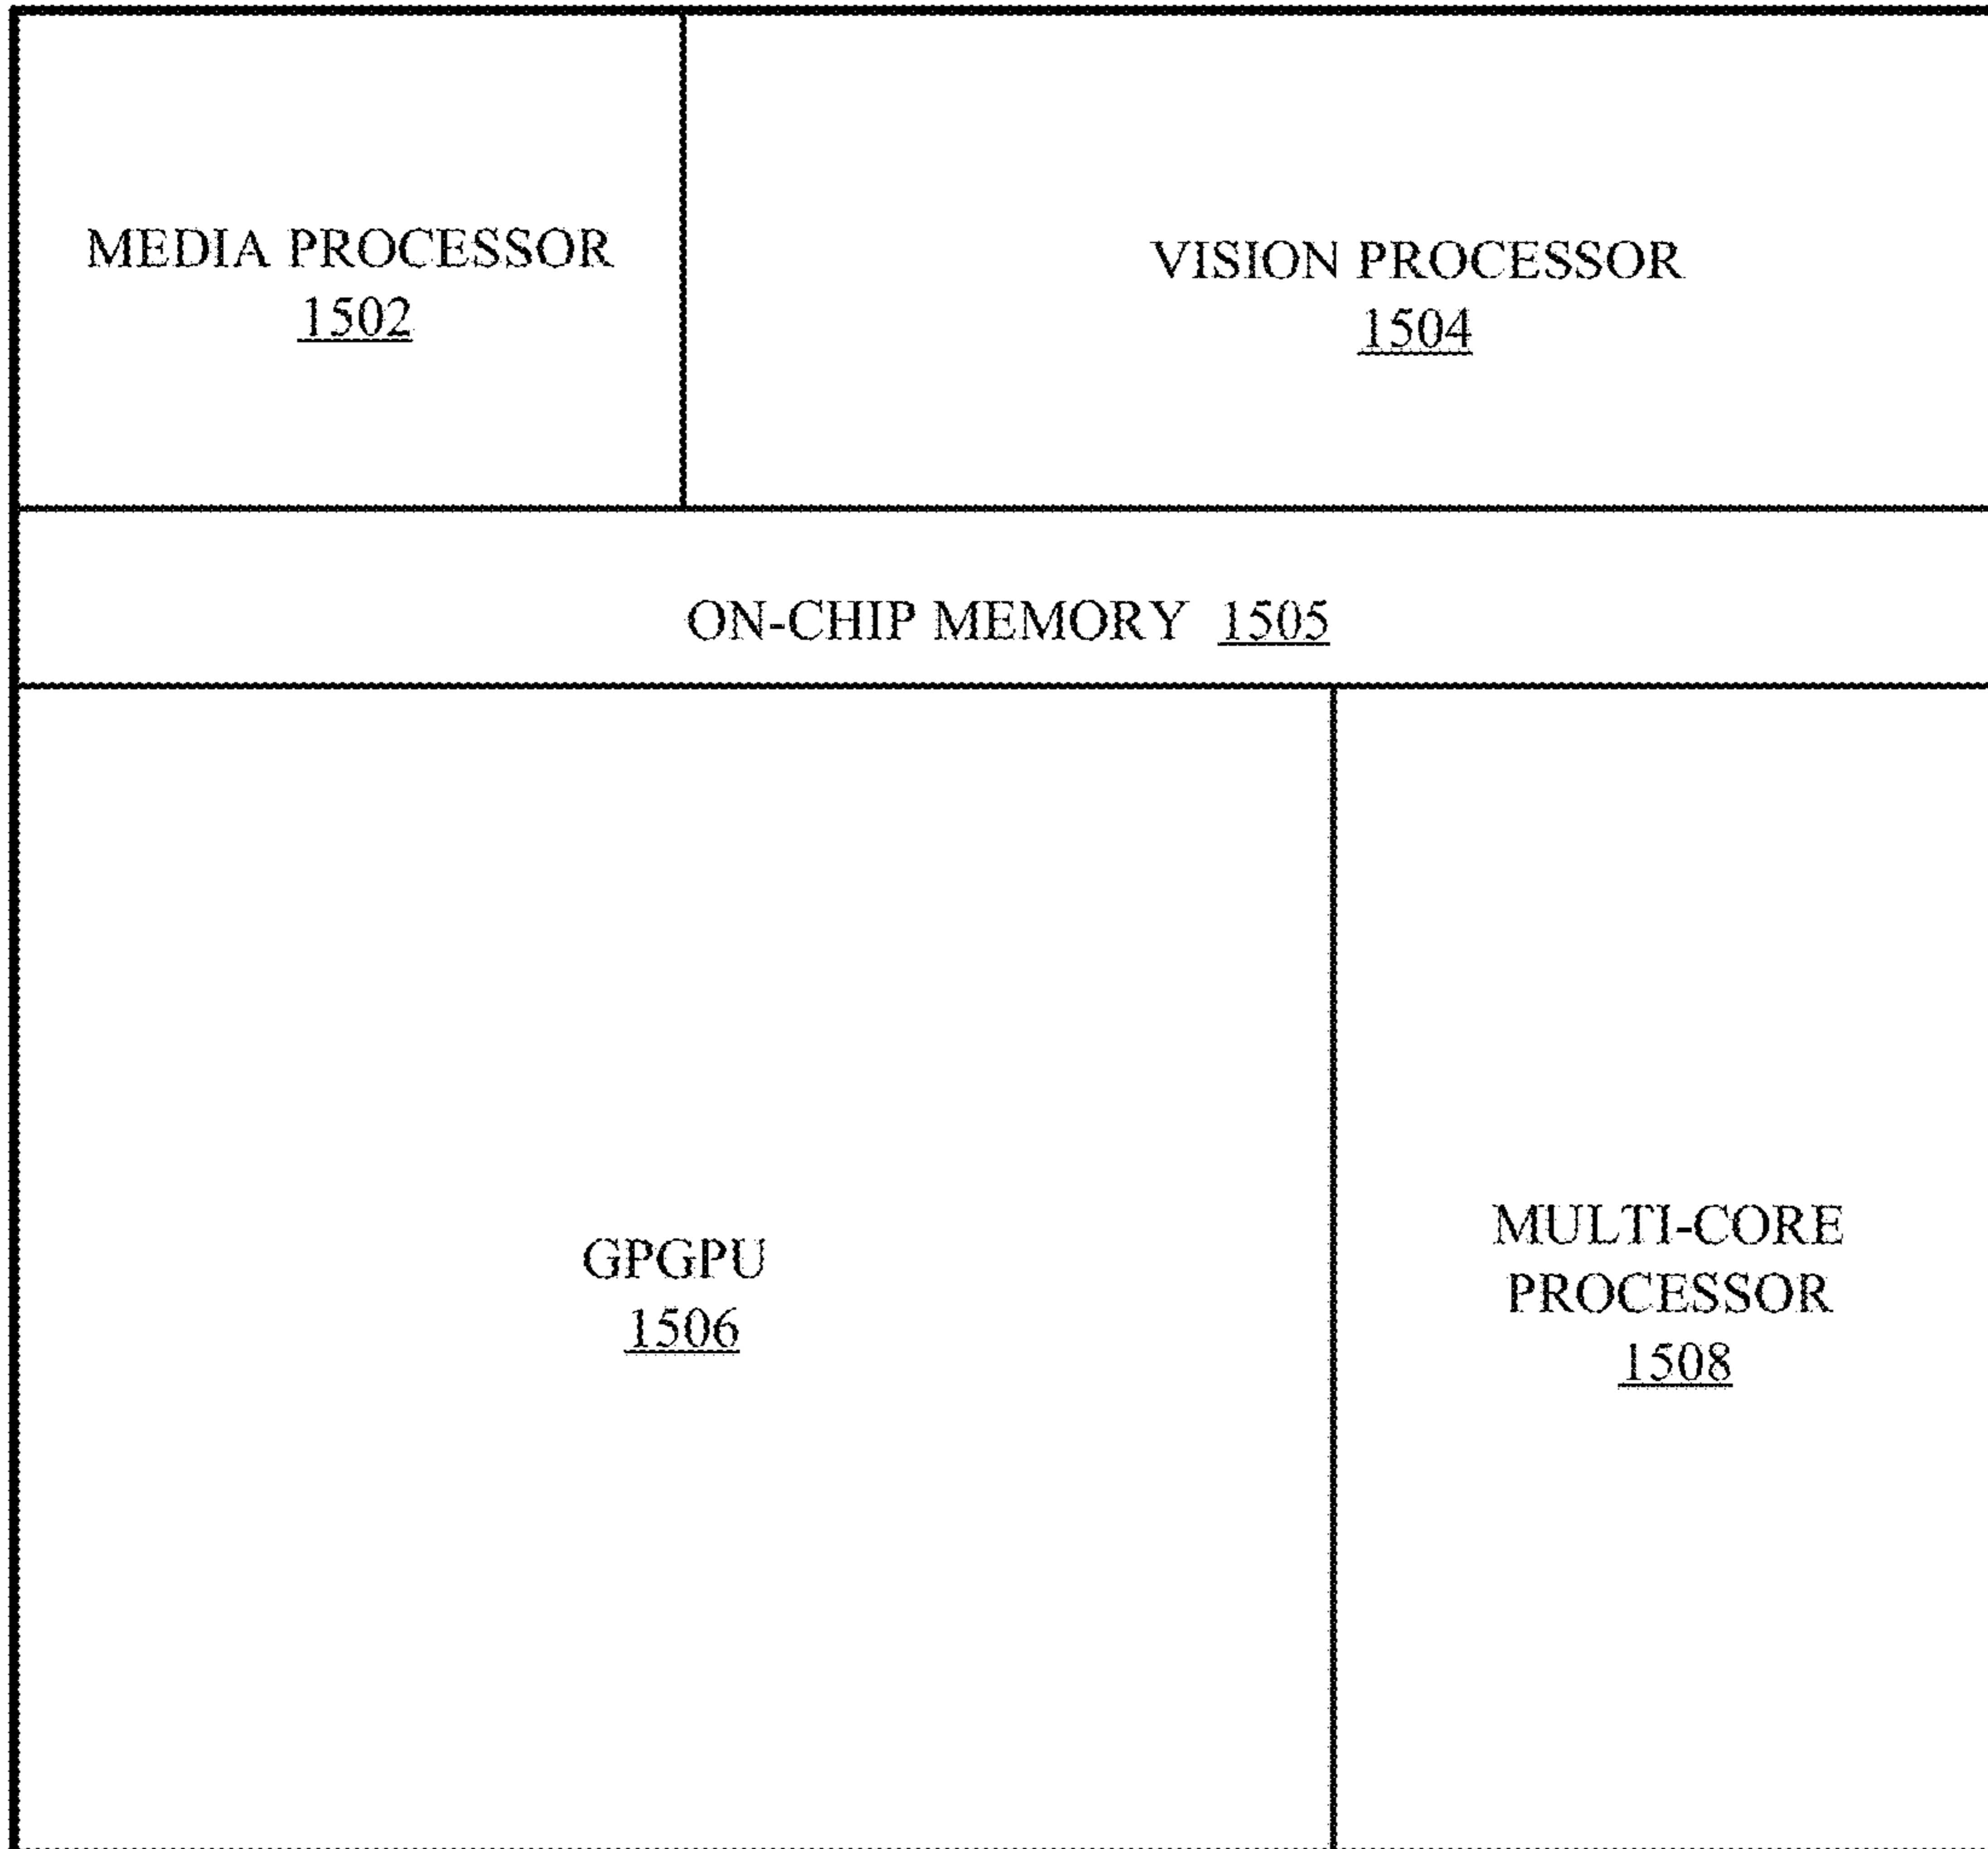 MEDIA PROCESSOR
1502
VISION PROCESSOR
1504
ON-CHIP MEMORY 1505
GPGPU
1506
MULTI-CORE
PROCESSOR
1508